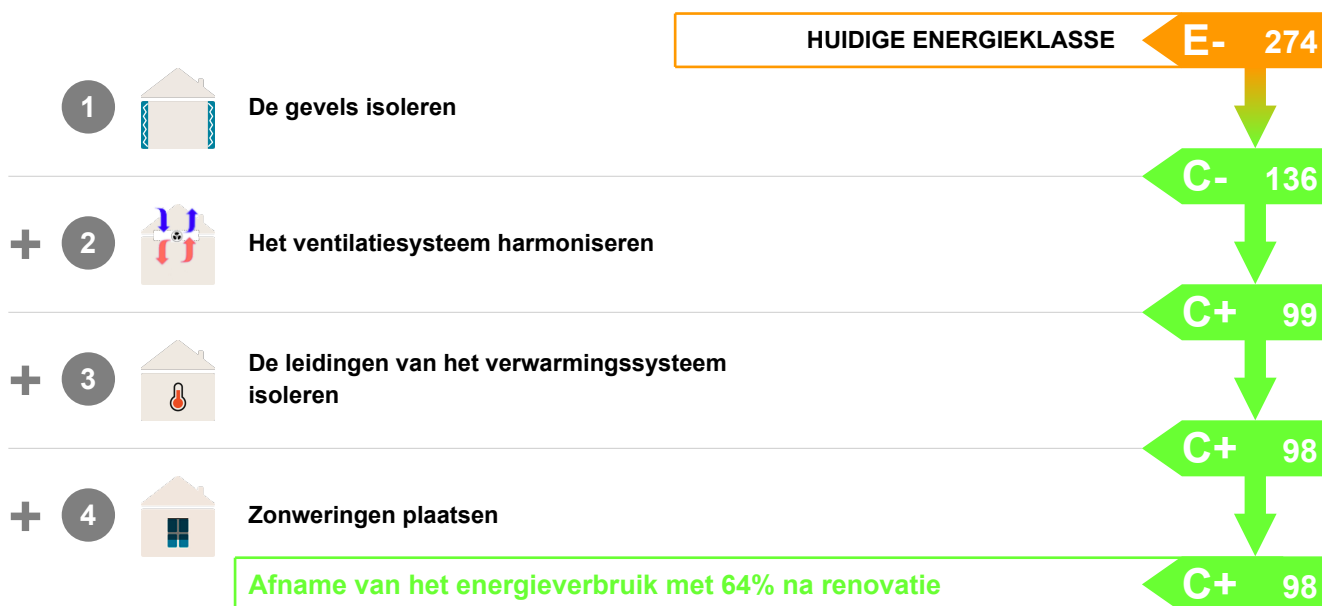 HUIDIGE ENERGIEKLASSE E- 274
1 De gevels isoleren
C- 136
+ 2 Het ventilatiesysteem harmoniseren
C+ 99
+ 3 De leidingen van het verwarmingssysteem
isoleren
C+ 98
+ 4 Zonweringen plaatsen
Afname van het energieverbruik met 64% na renovatie C+ 98